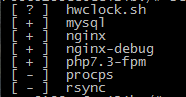 [ ? ] hwclock.sh
[ + ] mysql
[ + ] nginx
[ + ] nginx-debug
[ + ] php7.3-fpm
[ - ] procps
[ - ] rsync